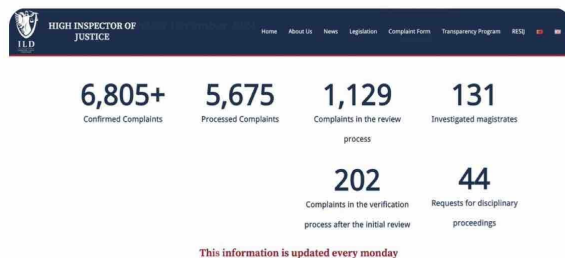 HIGH INSPECTOR OF
JUSTICE
ILD
Home About Us News Legislation Complaint Form Transparency Program RESIJ
6,805+ 5,675 1,129 131
Confirmed Complaints Processed Complaints Complaints in the review Investigated magistrates
process
202 44
Complaints in the verification Requests for disciplinary
process after the initial review proceedings
This information is updated every monday